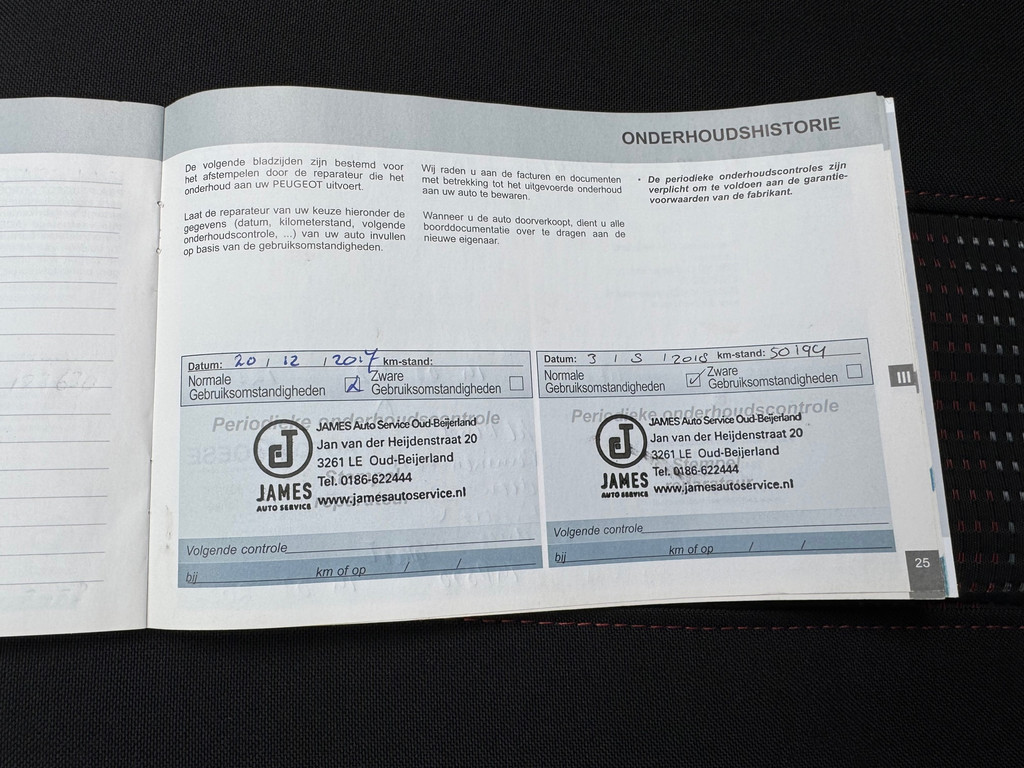 ONDERHOUDSHISTORIE
De volgende bladzijden zijn bestemd voor
het afstempelen door de reparateur die het
onderhoud aan uw PEUGEOT uitvoert.
Laat de reparateur van uw keuze hieronder de
gegevens (datum, kilometerstand, volgende
onderhoudscontrole, ...) van uw auto invullen
op basis van de gebruiksomstandigheden.
Wij raden u aan de facturen en documenten
met betrekking tot het uitgevoerde onderhoud
aan uw auto te bewaren.
Wanneer u de auto doorverkoopt, dient u alle
boorddocumentatie over te dragen aan de
nieuwe eigenaar.
• De periodieke onderhoudscontroles zijn
verplicht om te voldoen aan de garantie-
voorwaarden van de fabrikant.
Datum: 20 / 12 / 2017 km-stand:
Normale
Gebruiksomstandigheden
Zware
Gebruiksomstandigheden
Periodieke onderhoudscontrole
JAMES Auto Service Oud-Beijerland
Jan van der Heijdenstraat 20
3261 LE Oud-Beijerland
Stempel
Tel. 0186-622444
reparateur
www.jamesautoservice.nl
JAMES
AUTO SERVICE
Volgende controle
bij km of op / /
Datum: 3 / 5 / 2018 km-stand: 50194
Normale
Gebruiksomstandigheden
Zware
Gebruiksomstandigheden
Periodieke onderhoudscontrole
JAMES Auto Service Oud-Beijerland
Jan van der Heijdenstraat 20
3261 LE Oud-Beijerland
Stempel
Tel. 0186-622444
reparateur
www.jamesautoservice.nl
JAMES
AUTO SERVICE
Volgende controle
bij km of op / /
III
25